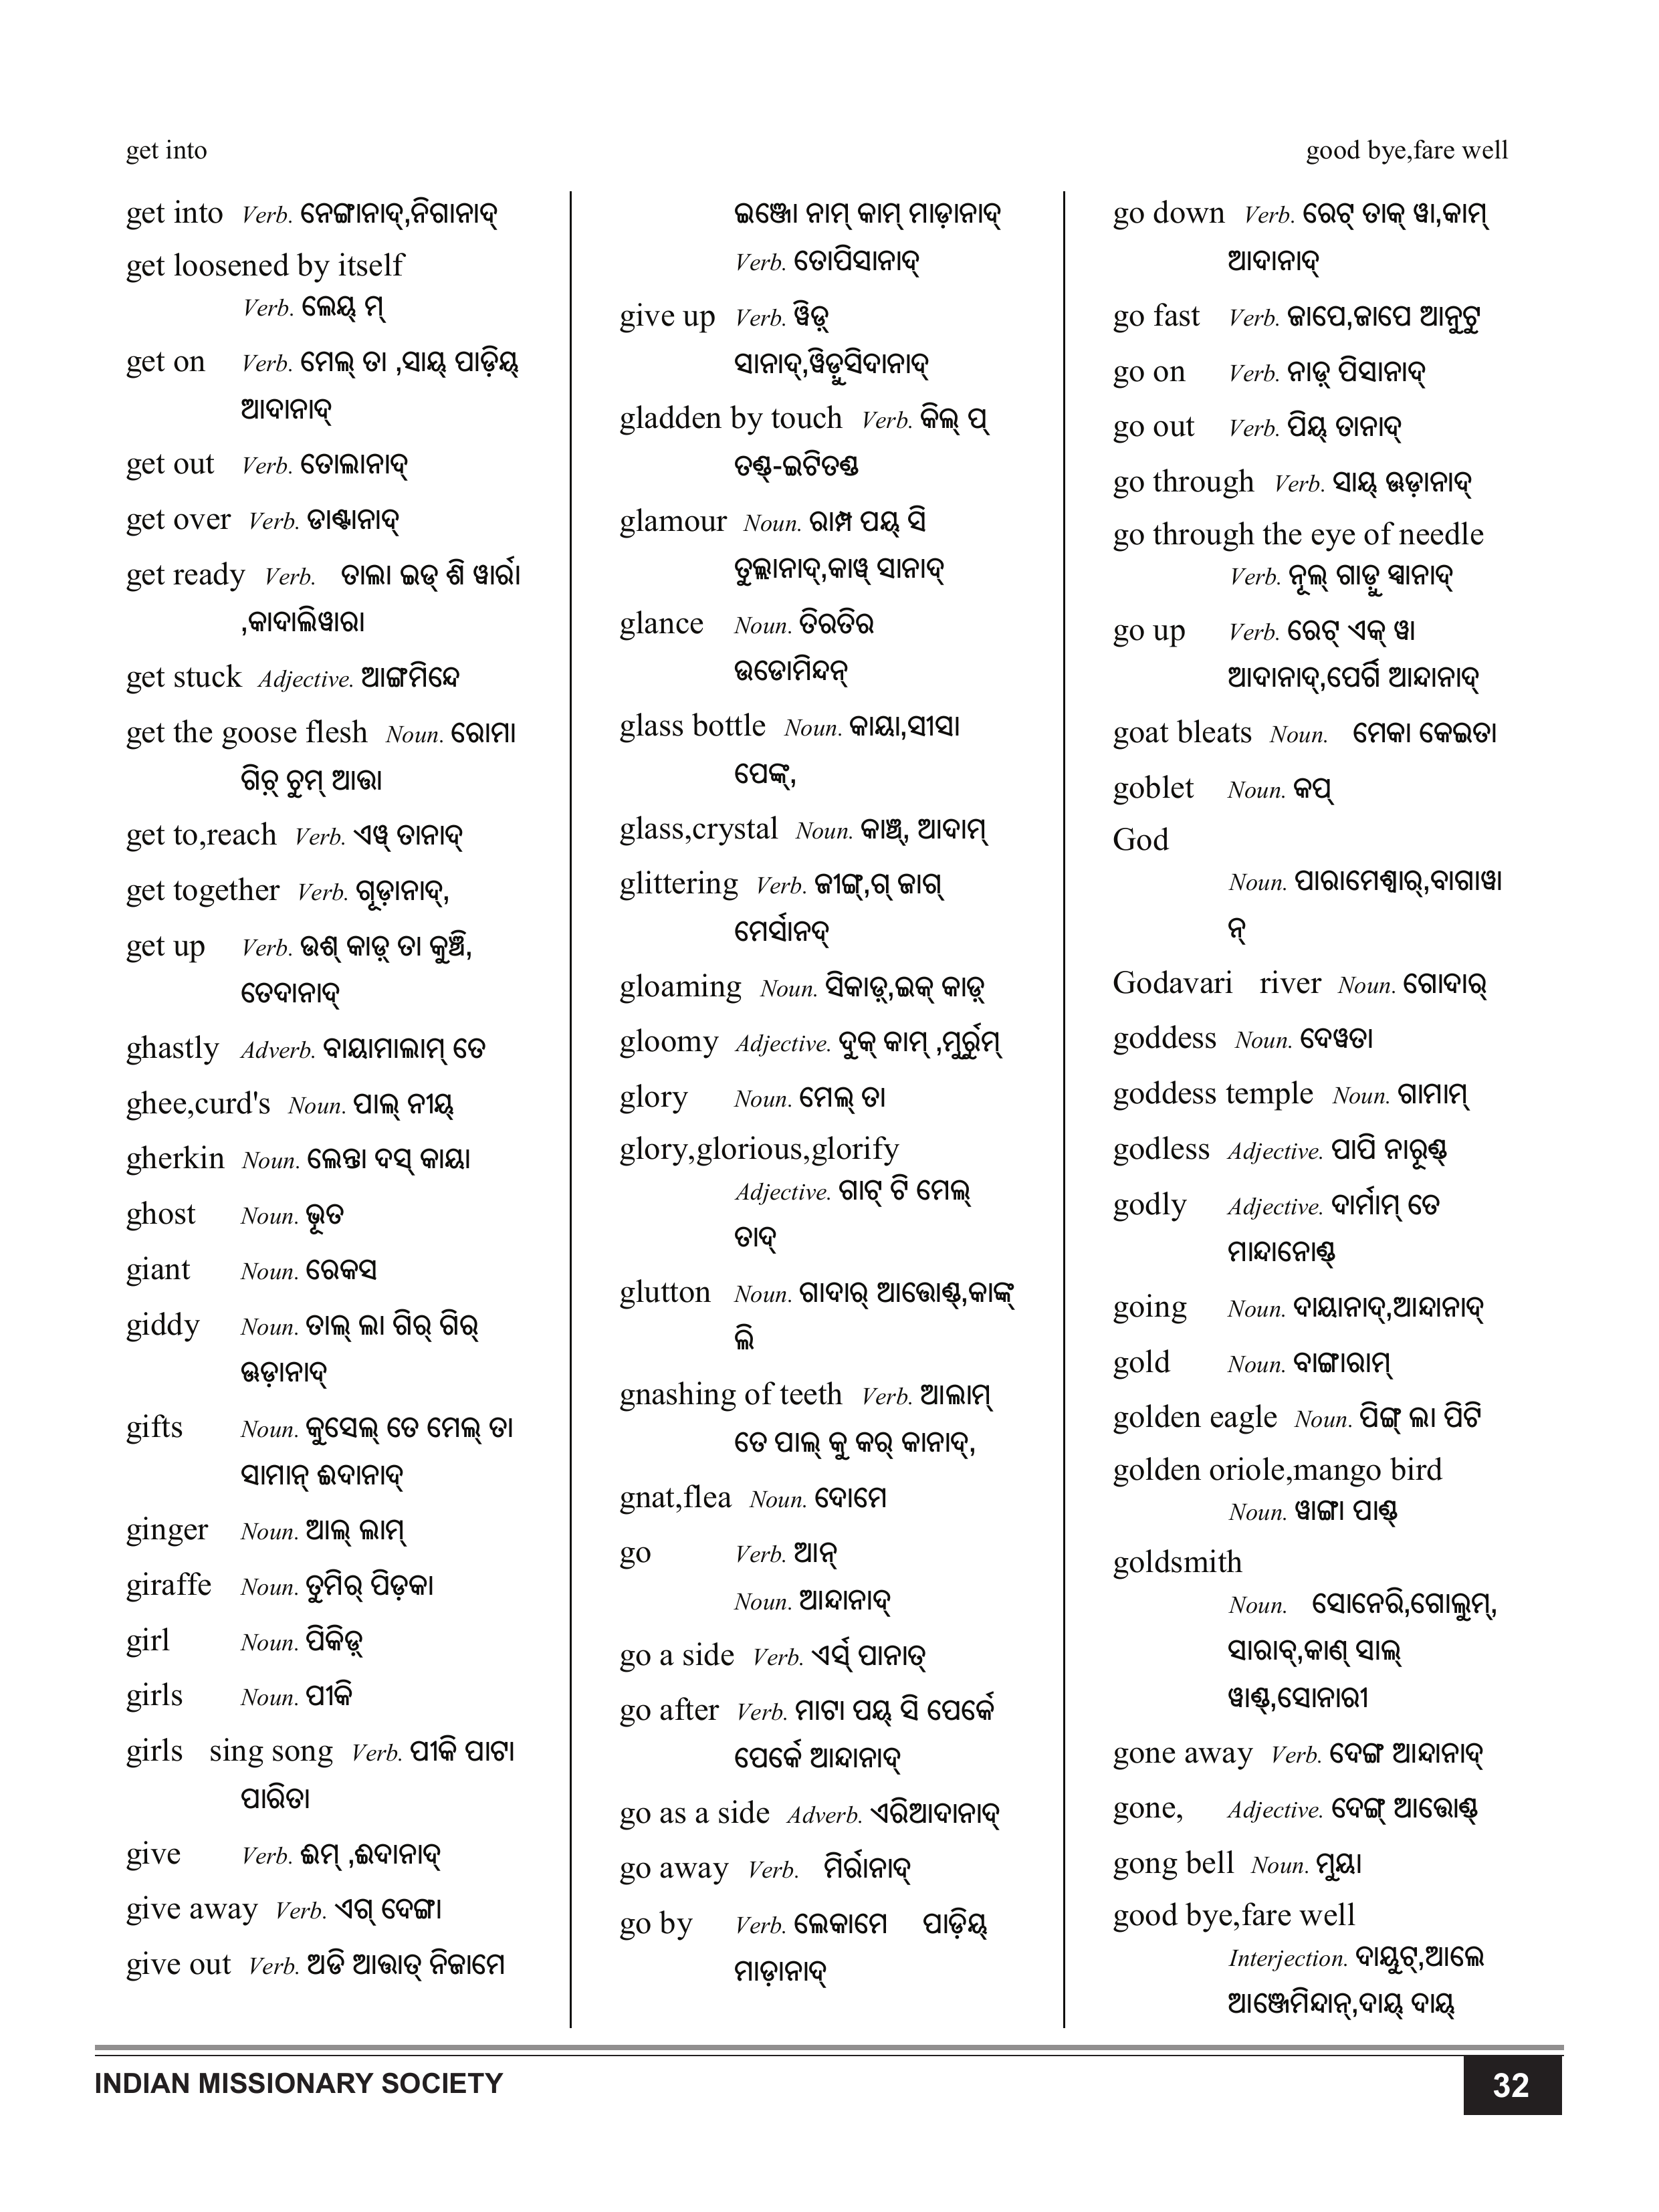 get into
good bye,fare well
get into Verb. ନେଙ୍ଗାନାଦ୍,ନିଗାନାଦ୍
get loosened by itself
Verb. ଲେୟ୍ ମ୍
get on Verb. ମେଲ୍ ତା ,ସାୟ୍ ପାଡ଼ିୟ୍
ଆଦାନାଦ୍
get out Verb. ତୋଲାନାଦ୍
get over Verb. ଡାଣ୍ଟାନାଦ୍
get ready Verb. ତାଲା ଇଡ୍ ଶି ୱାର୍ରା
,କାଦାଲିୱାରା
get stuck Adjective. ଆଙ୍ଗମିନ୍ଦେ
get the goose flesh Noun. ରୋମା
ଗିଚ୍ ଚୁମ୍ ଆତ୍ତା
get to,reach Verb. ଏୱ୍ ତାନାଦ୍
get together Verb. ଗୂଡ଼ାନାଦ୍,
get up Verb. ଉଶ୍ କାଡ଼୍ ତା କୁଞ୍ଚି,
ତେଦାନାଦ୍
ghastly Adverb. ବାୟାମାଲାମ୍ ତେ
ghee,curd's Noun. ପାଲ୍ ନୀୟ୍
gherkin Noun. ଲେନ୍ତା ଦସ୍ କାୟା
ghost Noun. ଭୂତ
giant Noun. ରେକସ
giddy Noun. ତାଲ୍ ଲା ଗିର୍ ଗିର୍
ଊଡ଼ାନାଦ୍
gifts Noun. କୁସେଲ୍ ତେ ମେଲ୍ ତା
ସାମାନ୍ ଈଦାନାଦ୍
ginger Noun. ଆଲ୍ ଲାମ୍
giraffe Noun. ତୁମିର୍ ପିଡ଼କା
girl Noun. ପିକିଡ଼୍
girls Noun. ପୀକି
girls sing song Verb. ପୀକି ପାଟା
ପାରିତା
give Verb. ଈମ୍ ,ଈଦାନାଦ୍
give away Verb. ଏଗ୍ ଦେଙ୍ଗା
give out Verb. ଅଡି ଆତ୍ତାତ୍ ନିଜାମେ
ଇଞ୍ଜୋ ନାମ୍ କାମ୍ ମାଡ଼ାନାଦ୍
Verb. ତୋପିସାନାଦ୍
give up Verb. ୱିଡ଼୍
ସାନାଦ୍,ୱିଡ଼ୁସିଦାନାଦ୍
gladden by touch Verb. କିଲ୍ ପ୍
ତଣ୍ଡ୍-ଇଟିତଣ୍ଡ
glamour Noun. ରାମ୍ପ ପୟ୍ ସି
ତୁଲ୍ଲାନାଦ୍,କାୱ୍ ସାନାଦ୍
glance Noun. ତିରତିର
ଉଡୋମିନ୍ଦନ୍
glass bottle Noun. କାୟା,ସୀସା
ପେଙ୍କ୍,
glass,crystal Noun. କାଞ୍ଚ୍, ଆଦାମ୍
glittering Verb. ଜୀଙ୍ଗ୍,ଗ୍ ଜାଗ୍
ମେର୍ସାନଦ୍
gloaming Noun. ସିକାଡ଼୍,ଇକ୍ କାଡ଼୍
gloomy Adjective. ଦୁକ୍ କାମ୍ ,ମୁର୍ରୁମ୍
glory Noun. ମେଲ୍ ତା
glory,glorious,glorify
Adjective. ଗାଟ୍ ଟି ମେଲ୍
ତାଦ୍
glutton Noun. ଗାଦାର୍ ଆତ୍ତୋଣ୍ଡ୍,କାଙ୍କ୍
ଲି
gnashing of teeth Verb. ଆଲାମ୍
ତେ ପାଲ୍ କୁ କର୍ କାନାଦ୍,
gnat,flea Noun. ଦୋମେ
go Verb. ଆନ୍
Noun. ଆନ୍ଦାନାଦ୍
go a side Verb. ଏର୍ସ୍ ପାନାତ୍
go after Verb. ମାଟା ପୟ୍ ସି ପେର୍କେ
ପେର୍କେ ଆନ୍ଦାନାଦ୍
go as a side Adverb. ଏରିଆଦାନାଦ୍
go away Verb. ମିର୍ରାନାଦ୍
go by Verb. ଲେକାମେ ପାଡ଼ିୟ୍
ମାଡ଼ାନାଦ୍
go down Verb. ରେଟ୍ ତାକ୍ ୱା,କାମ୍
ଆଦାନାଦ୍
go fast Verb. ଜାପେ,ଜାପେ ଆନୁଟୁ
go on Verb. ନାଡ଼୍ ପିସାନାଦ୍
go out Verb. ପିୟ୍ ତାନାଦ୍
go through Verb. ସାୟ୍ ଊଡ଼ାନାଦ୍
go through the eye of needle
Verb. ନୂଲ୍ ଗାଡ଼ୁ ସ୍ଵାନାଦ୍
go up Verb. ରେଟ୍ ଏକ୍ ୱା
ଆଦାନାଦ୍,ପେର୍ଗି ଆନ୍ଦାନାଦ୍
goat bleats Noun. ମେକା କେଇତା
goblet Noun. କପ୍
God
Noun. ପାରାମେଶ୍ଵାର୍,ବାଗାୱା
ନ୍
Godavari river Noun. ଗୋଦାର୍
goddess Noun. ଦେୱତା
goddess temple Noun. ଗାମାମ୍
godless Adjective. ପାପି ନାରୂଣ୍ଡ୍
godly Adjective. ଦାର୍ମାମ୍ ତେ
ମାନ୍ଦାନୋଣ୍ଡ୍
going Noun. ଦାୟାନାଦ୍,ଆନ୍ଦାନାଦ୍
gold Noun. ବାଙ୍ଗାରାମ୍
golden eagle Noun. ପିଙ୍ଗ୍ ଲା ପିଟି
golden oriole,mango bird
Noun. ୱାଙ୍ଗା ପାଣ୍ଡ୍
goldsmith
Noun. ସୋନେରି,ଗୋଲୁମ୍,
ସାରାବ୍,କାଣ୍ ସାଲ୍
ୱାଣ୍ଡ୍,ସୋନାରୀ
gone away Verb. ଦେଙ୍ଗ ଆନ୍ଦାନାଦ୍
gone, Adjective. ଦେଙ୍ଗ୍ ଆତ୍ତୋଣ୍ଡ୍
gong bell Noun. ମୁୟା
good bye,fare well
Interjection. ଦାୟୁଟ୍,ଆଲେ
ଆଞ୍ଜେମିନ୍ଦାନ୍,ଦାୟ୍ ଦାୟ୍
INDIAN MISSIONARY SOCIETY
32